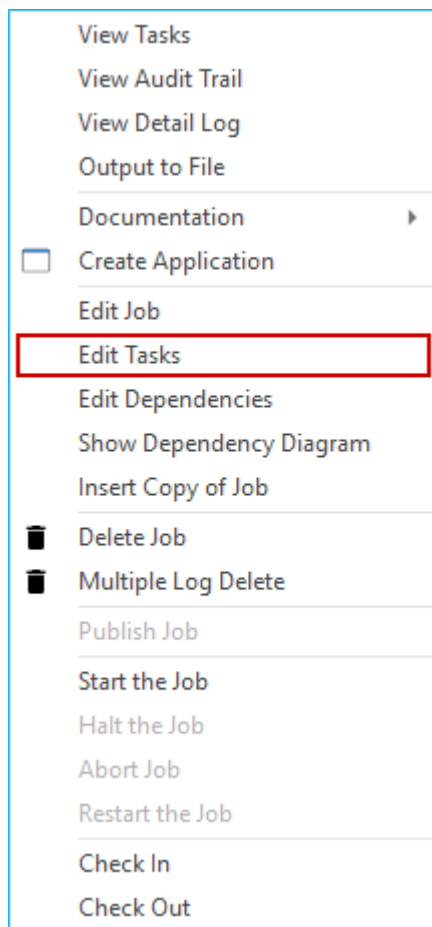 View Tasks
View Audit Trail
View Detail Log
Output to File
Documentation
Create Application
Edit Job
Edit Tasks
Edit Dependencies
Show Dependency Diagram
Insert Copy of Job
Delete Job
Multiple Log Delete
Publish Job
Start the Job
Halt the Job
Abort Job
Restart the Job
Check In
Check Out